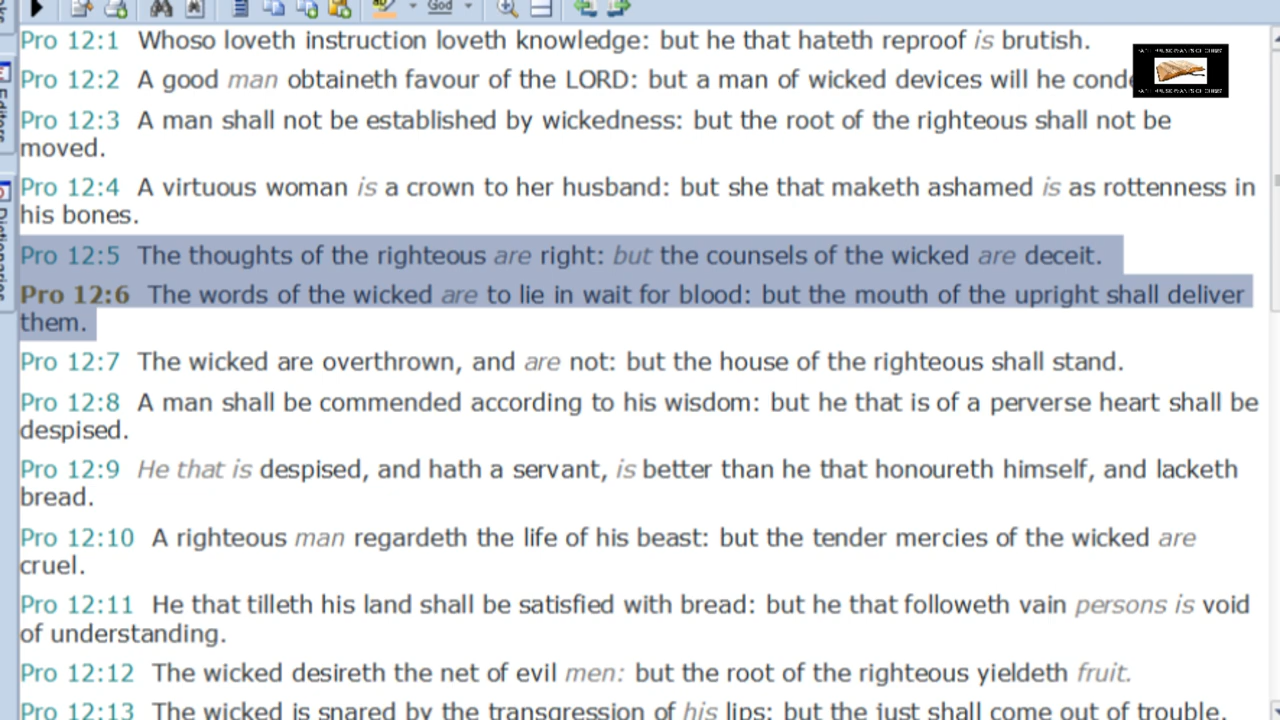 God
Pro 12:1 Whoso loveth instruction loveth knowledge: but he that hateth reproof is brutish.
Pro 12:2 A good man obtaineth favour of the LORD: but a man of wicked devices will he conde
Pro 12:3 A man shall not be established by wickedness: but the root of the righteous shall not be
moved.
Pro 12:4 A virtuous woman is a crown to her husband: but she that maketh ashamed is as rottenness in
his bones.
Pro 12:5 The thoughts of the righteous are right: but the counsels of the wicked are deceit.
Pro 12:6 The words of the wicked are to lie in wait for blood: but the mouth of the upright shall deliver
them.
Pro 12:7 The wicked are overthrown, and are not: but the house of the righteous shall stand.
Pro 12:8 A man shall be commended according to his wisdom: but he that is of a perverse heart shall be
despised.
Pro 12:9 He that is despised, and hath a servant, is better than he that honoureth himself, and lacketh
bread.
Pro 12:10 A righteous man regardeth the life of his beast: but the tender mercies of the wicked are
cruel.
Pro 12:11 He that tilleth his land shall be satisfied with bread: but he that followeth vain persons is void
of understanding.
Pro 12:12 The wicked desireth the net of evil men: but the root of the righteous yieldeth fruit.
Pro 12:13 The wicked is snared by the transgression of his lips: but the just shall come out of trouble.
Editors
Dictionaries